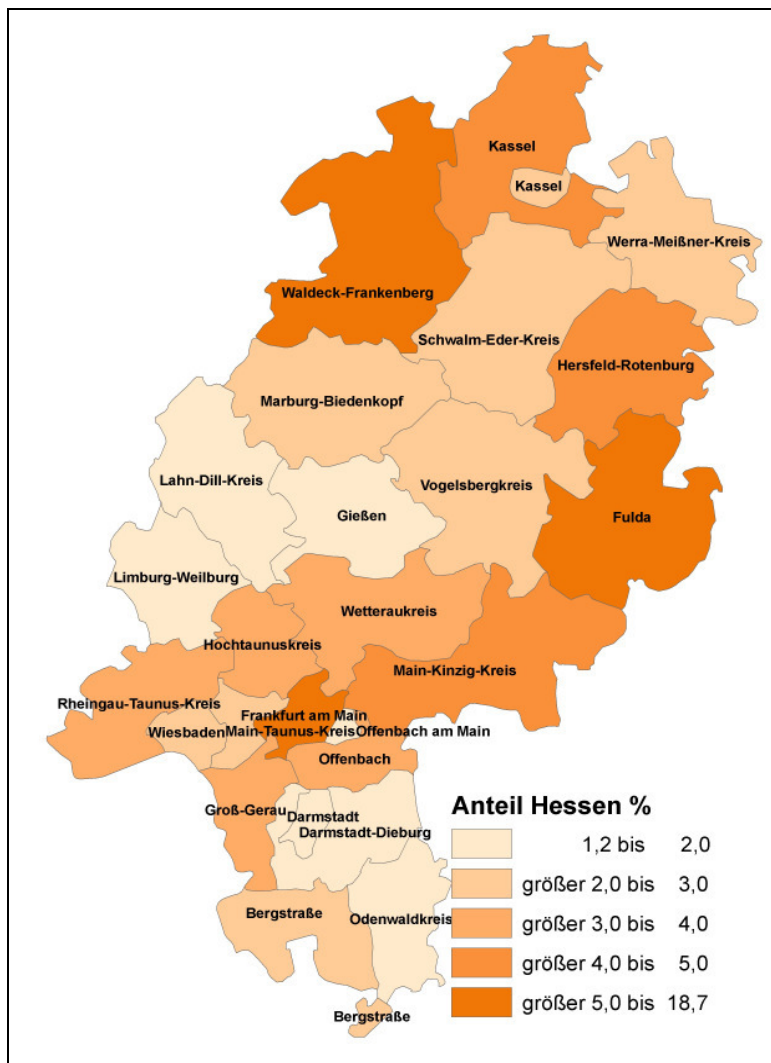 Kassel
Kassel
Werra-Meißner-Kreis
Waldeck-Frankenberg
Schwalm-Eder-Kreis
Hersfeld-Rotenburg
Marburg-Biedenkopf
Lahn-Dill-Kreis
Vogelsbergkreis
Gießen
Fulda
Limburg-Weilburg
Wetteraukreis
Hochtaunuskreis
Main-Kinzig-Kreis
Rheingau-Taunus-Kreis
Frankfurt am Main
Wiesbaden Main-Taunus-Kreis Offenbach am Main
Offenbach
Groß-Gerau
Darmstadt
Darmstadt-Dieburg
Bergstraße
Odenwaldkreis
Bergstraße
Anteil Hessen %
1,2 bis 2,0
größer 2,0 bis 3,0
größer 3,0 bis 4,0
größer 4,0 bis 5,0
größer 5,0 bis 18,7